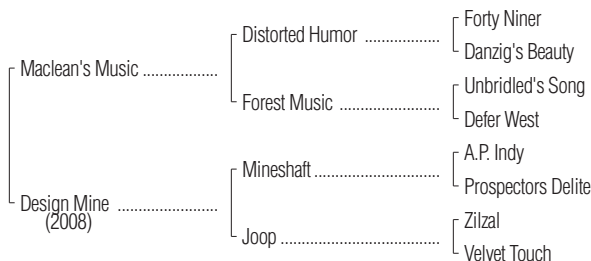 Forty Niner
Distorted Humor ..................
Danzig's Beauty
Maclean's Music ..................
Unbridled's Song
Forest Music ........................
Defer West
A.P. Indy
Mineshaft ..............................
Prospectors Delite
Design Mine ........................
(2008)
Zilzal
Joop ......................................
Velvet Touch